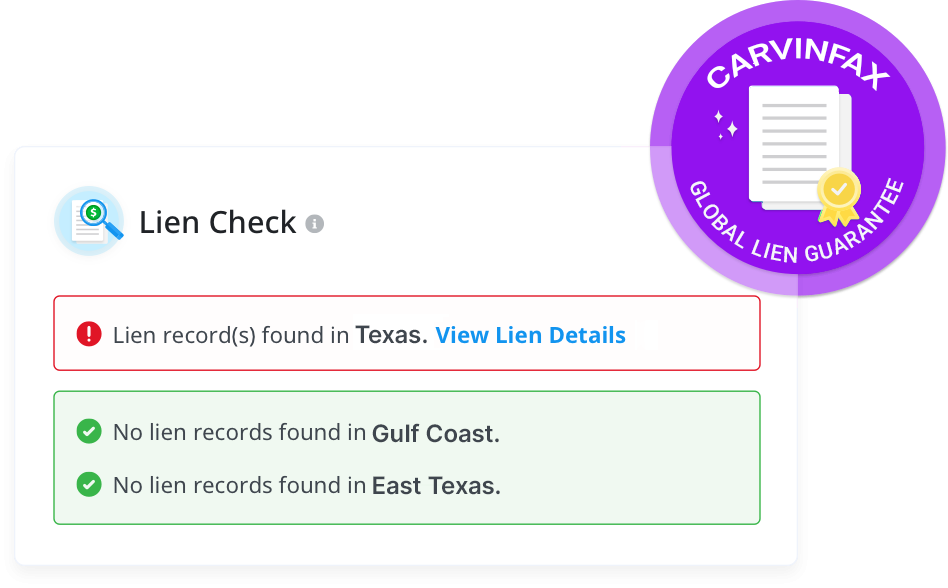 CARVINFAX
GLOBAL LIEN GUARANTEE
Lien Check
Lien record(s) found in Texas. View Lien Details
No lien records found in Gulf Coast.
No lien records found in East Texas.